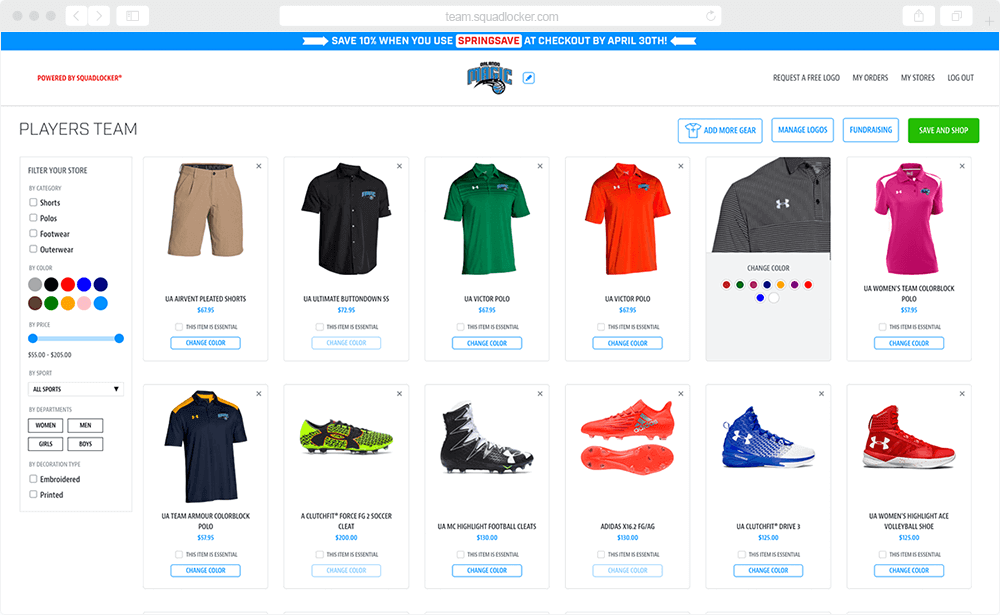 team.squadlocker.com
SAVE 10% WHEN YOU USE SPRINGSAVE AT CHECKOUT BY APRIL 30TH!
POWERED BY SQUADLOCKER®
ORLANDO
MAGIC
REQUEST A FREE LOGO MY ORDERS MY STORES LOG OUT
PLAYERS TEAM
ADD MORE GEAR
MANAGE LOGOS
FUNDRAISING
SAVE AND SHOP
FILTER YOUR STORE
BY CATEGORY
Shorts
Polos
Footwear
Outerwear
BY COLOR
BY PRICE
$55.00 - $205.00
BY SPORT
ALL SPORTS
BY DEPARTMENTS
WOMEN MEN
GIRLS BOYS
BY DECORATION TYPE
Embroidered
Printed
UA AIRVENT PLEATED SHORTS
$67.95
THIS ITEM IS ESSENTIAL
CHANGE COLOR
UA ULTIMATE BUTTONDOWN SS
$72.95
THIS ITEM IS ESSENTIAL
CHANGE COLOR
UA VICTOR POLO
$67.95
THIS ITEM IS ESSENTIAL
CHANGE COLOR
UA VICTOR POLO
$67.95
THIS ITEM IS ESSENTIAL
CHANGE COLOR
CHANGE COLOR
UA WOMEN'S TEAM COLORBLOCK
POLO
$57.95
THIS ITEM IS ESSENTIAL
CHANGE COLOR
UA TEAM ARMOUR COLORBLOCK
POLO
$57.95
THIS ITEM IS ESSENTIAL
CHANGE COLOR
A CLUTCHFIT® FORCE FG 2 SOCCER
CLEAT
$200.00
THIS ITEM IS ESSENTIAL
CHANGE COLOR
UA MC HIGHLIGHT FOOTBALL CLEATS
$130.00
THIS ITEM IS ESSENTIAL
CHANGE COLOR
ADIDAS X16.2 FG/AG
$130.00
THIS ITEM IS ESSENTIAL
CHANGE COLOR
UA CLUTCHFIT® DRIVE 3
$125.00
THIS ITEM IS ESSENTIAL
CHANGE COLOR
UA WOMEN'S HIGHLIGHT ACE
VOLLEYBALL SHOE
$125.00
THIS ITEM IS ESSENTIAL
CHANGE COLOR